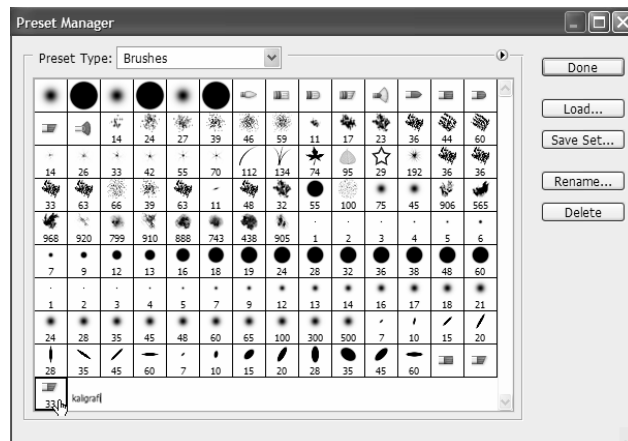 Preset Manager
Preset Type: Brushes
Done
Load...
Save Set...
Rename...
Delete
14 24 27 39 46 59 11 17 23 36 44 60
14 26 33 42 55 70 112 134 74 95 29 192 36 36
33 63 66 39 63 11 48 32 55 100 75 45 906 565
968 920 799 910 888 743 438 905 1 2 3 4 5 6
7 9 12 13 16 18 19 24 28 32 36 38 48 60
1 2 3 4 5 7 9 12 13 14 16 17 18 21
24 28 35 45 48 60 65 100 300 500 7 10 15 20
28 35 45 60 7 10 15 20 28 35 45 60
33 kaligrafi